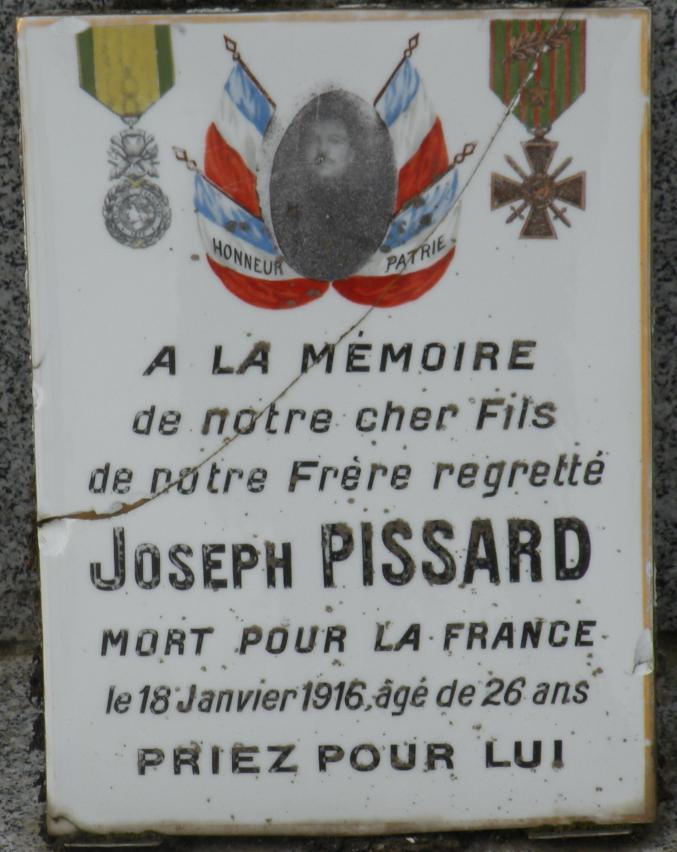 HONNEUR PATRIE
A LA MÉMOIRE
de notre cher Fils
de notre Frère regretté
JOSEPH PISSARD
MORT POUR LA FRANCE
le 18 Janvier 1916, âgé de 26 ans
PRIEZ POUR LUI